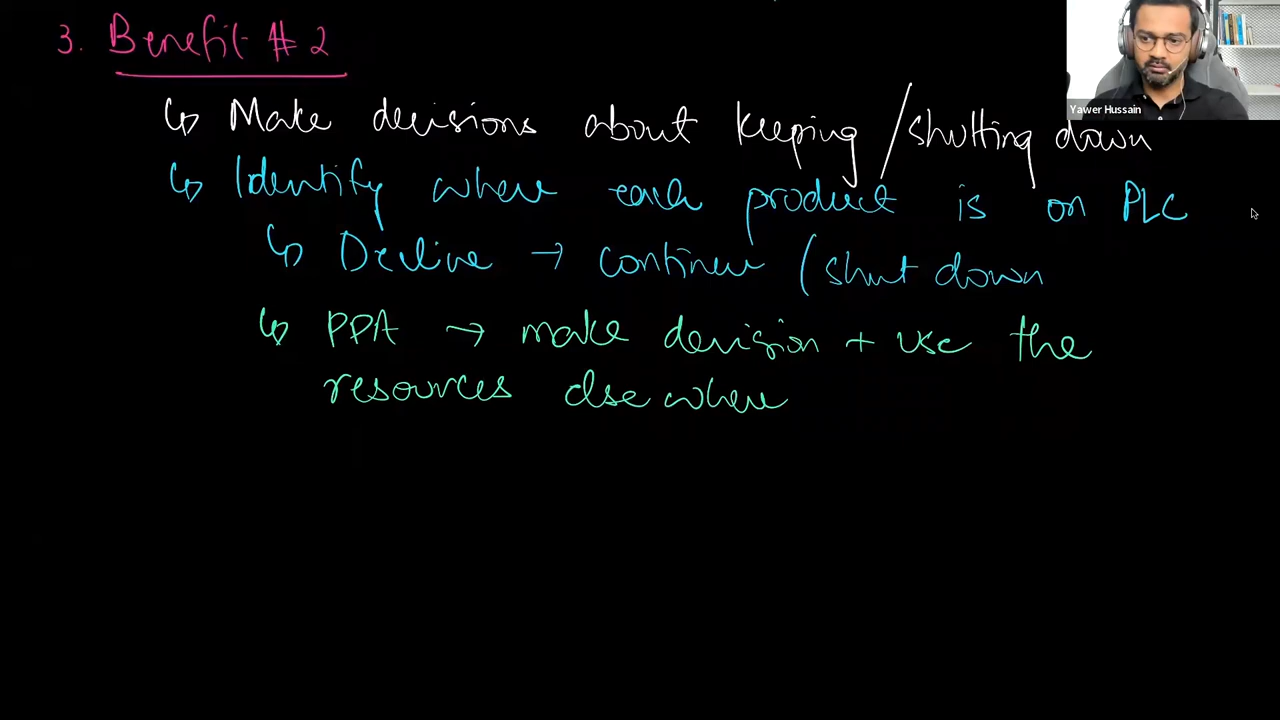 3. Benefit # 2
↳ Make decisions about keeping / shutting down
↳ Identify where each product is on PLC
↳ Decline → continue / shut down
↳ PPA → make decision + use the
resources elsewhere
Yawer Hussain